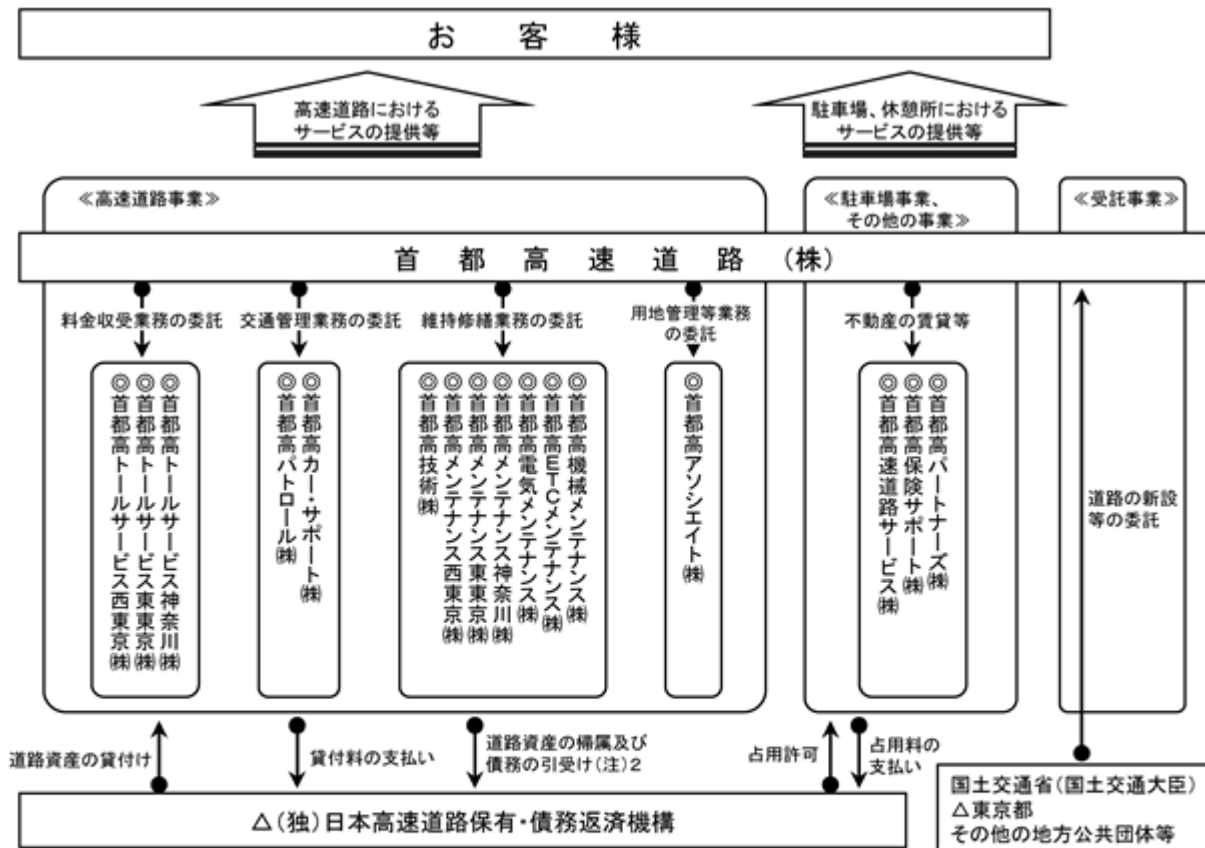 お客様
高速道路における
サービスの提供等
駐車場、休憩所における
サービスの提供等
≪高速道路事業≫
≪駐車場事業、
その他の事業≫
≪受託事業≫
首都高速道路(株)
料金収受業務の委託
交通管理業務の委託
維持修繕業務の委託
用地管理等業務
の委託
不動産の賃貸等
◎首都高トールサービス西東京㈱
◎首都高トールサービス東東京㈱
◎首都高トールサービス神奈川㈱
◎首都高パトロール㈱
◎首都高カー・サポート㈱
◎首都高技術㈱
◎首都高メンテナンス西東京㈱
◎首都高メンテナンス東東京㈱
◎首都高メンテナンス神奈川㈱
◎首都高電気メンテナンス㈱
◎首都高ETCメンテナンス㈱
◎首都高機械メンテナンス㈱
◎首都高アソシエイト㈱
◎首都高速道路サービス㈱
◎首都高保険サポート㈱
◎首都高パートナーズ㈱
道路の新設
等の委託
道路資産の貸付け
貸付料の支払い
道路資産の帰属及び
債務の引受け(注)2
占用許可
占用料の
支払い
△(独)日本高速道路保有・債務返済機構
国土交通省(国土交通大臣)
△東京都
その他の地方公共団体等